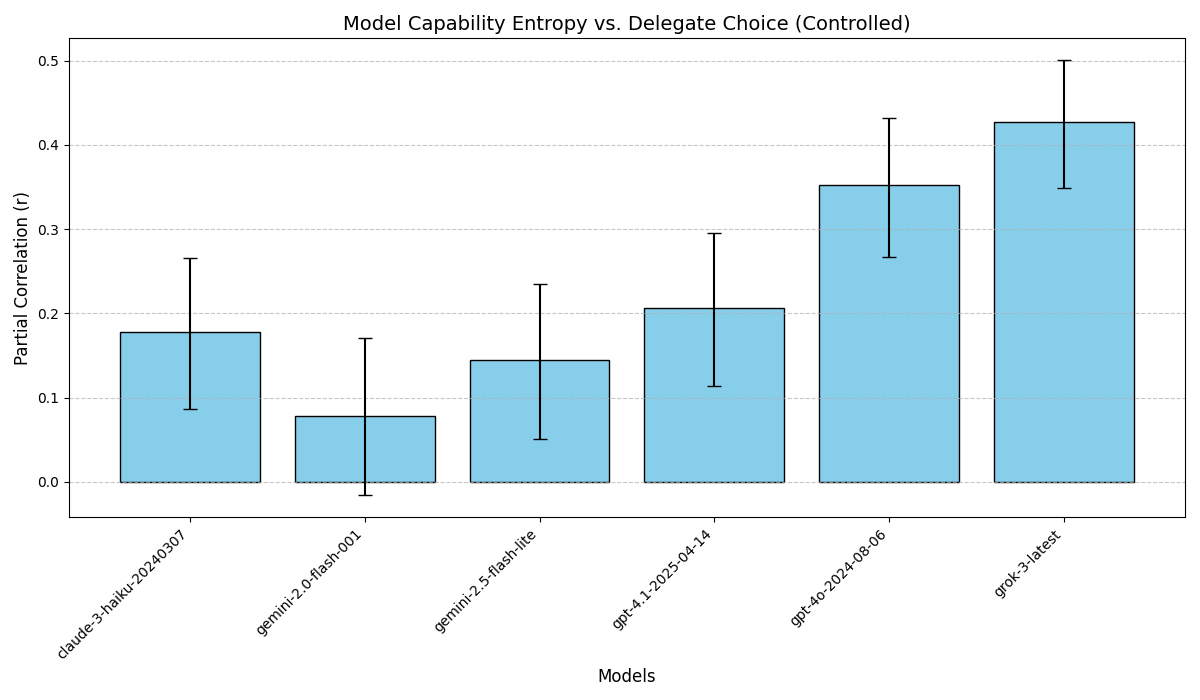 Model Capability Entropy vs. Delegate Choice (Controlled)
Partial Correlation (r)
0.5
0.4
0.3
0.2
0.1
0.0
claude-3-haiku-20240307
gemini-2.0-flash-001
gemini-2.5-flash-lite
gpt-4.1-2025-04-14
gpt-4o-2024-08-06
grok-3-latest
Models